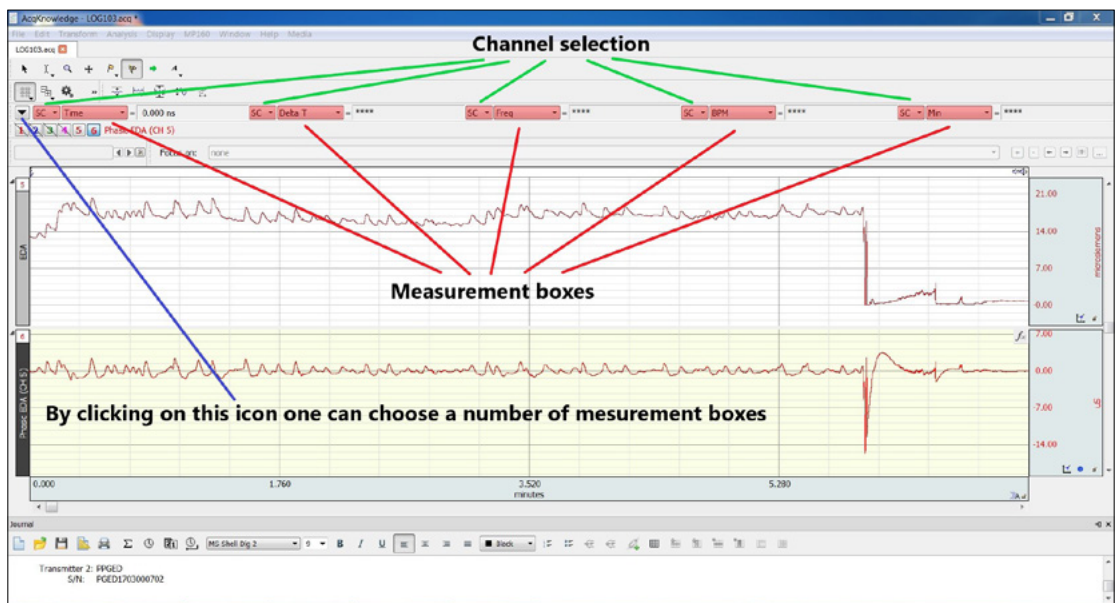 AcqKnowledge - LOG103.acq *
File Edit Transform Analysis Display MP160 Window Help Media
LOG103.acq
Channel selection
SC Time = 0.000 ns SC Delta T = **** SC Freq = **** SC BPM = **** SC Min = ****
1 2 3 4 5 6 Phasic EDA (CH 5)
Focus area: none
5
EDA
21.00
14.00
7.00
0.00
microsiemens
Measurement boxes
6
Phasic EDA (CH 5)
7.00
0.00
-7.00
-14.00
By clicking on this icon one can choose a number of mesurement boxes
0.000 1.760 3.520 5.280
minutes
Journal
MS Shell Dlg 2 9 B I U Block
Transmitter 2: PPGED
S/N: PGED1703000702